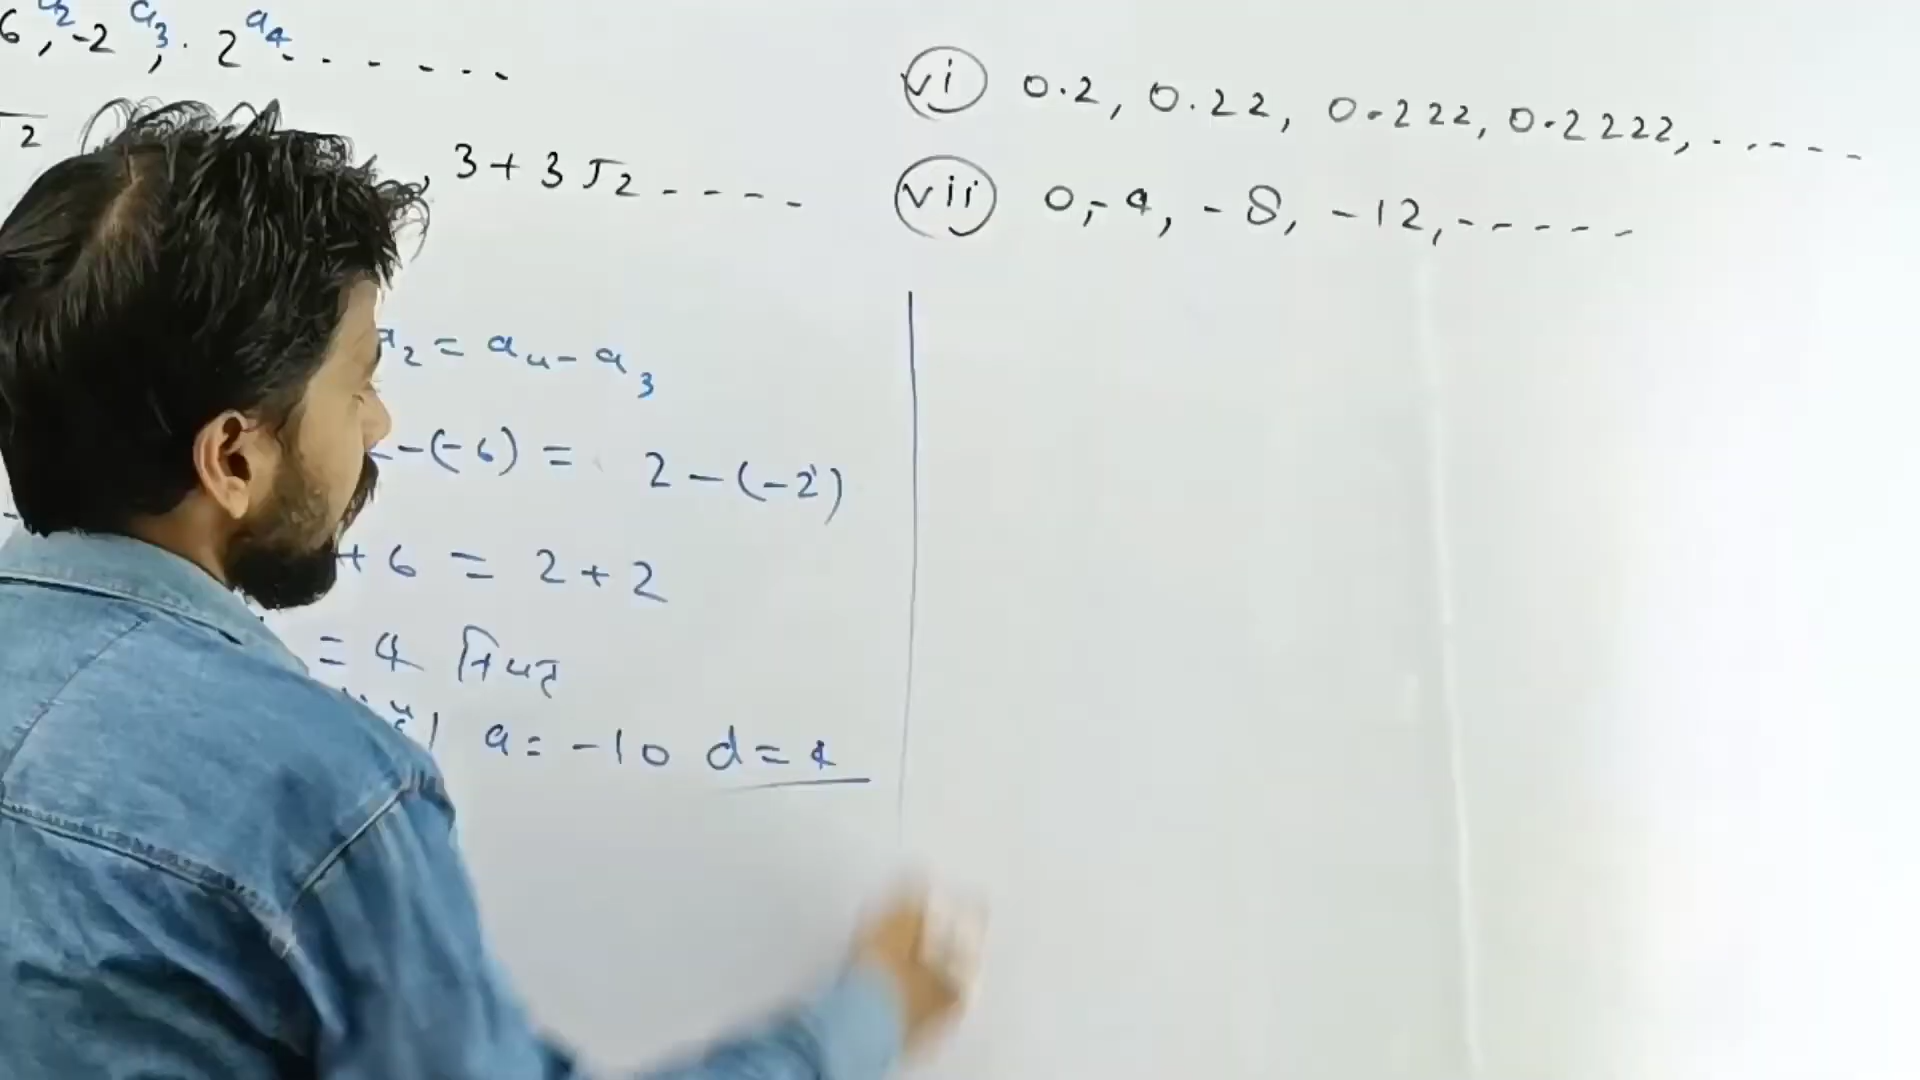 6, -2, 2 ......
a2 a3 a4
√2
, 3+3√2 ----
vi 0.2, 0.22, 0.222, 0.2222, .....
vii 0, -4, -8, -12, -----
a2 = a4 - a3
-(-6) = 2-(-2)
+ 6 = 2+2
= 4 नियत
a = -10 d = 4